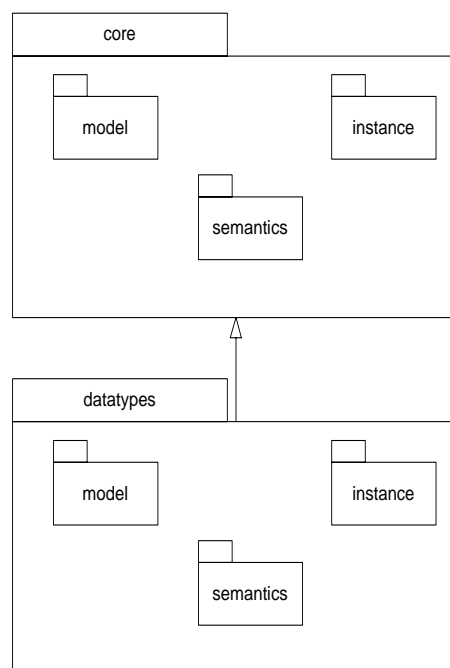 core
model
instance
semantics
datatypes
model
instance
semantics